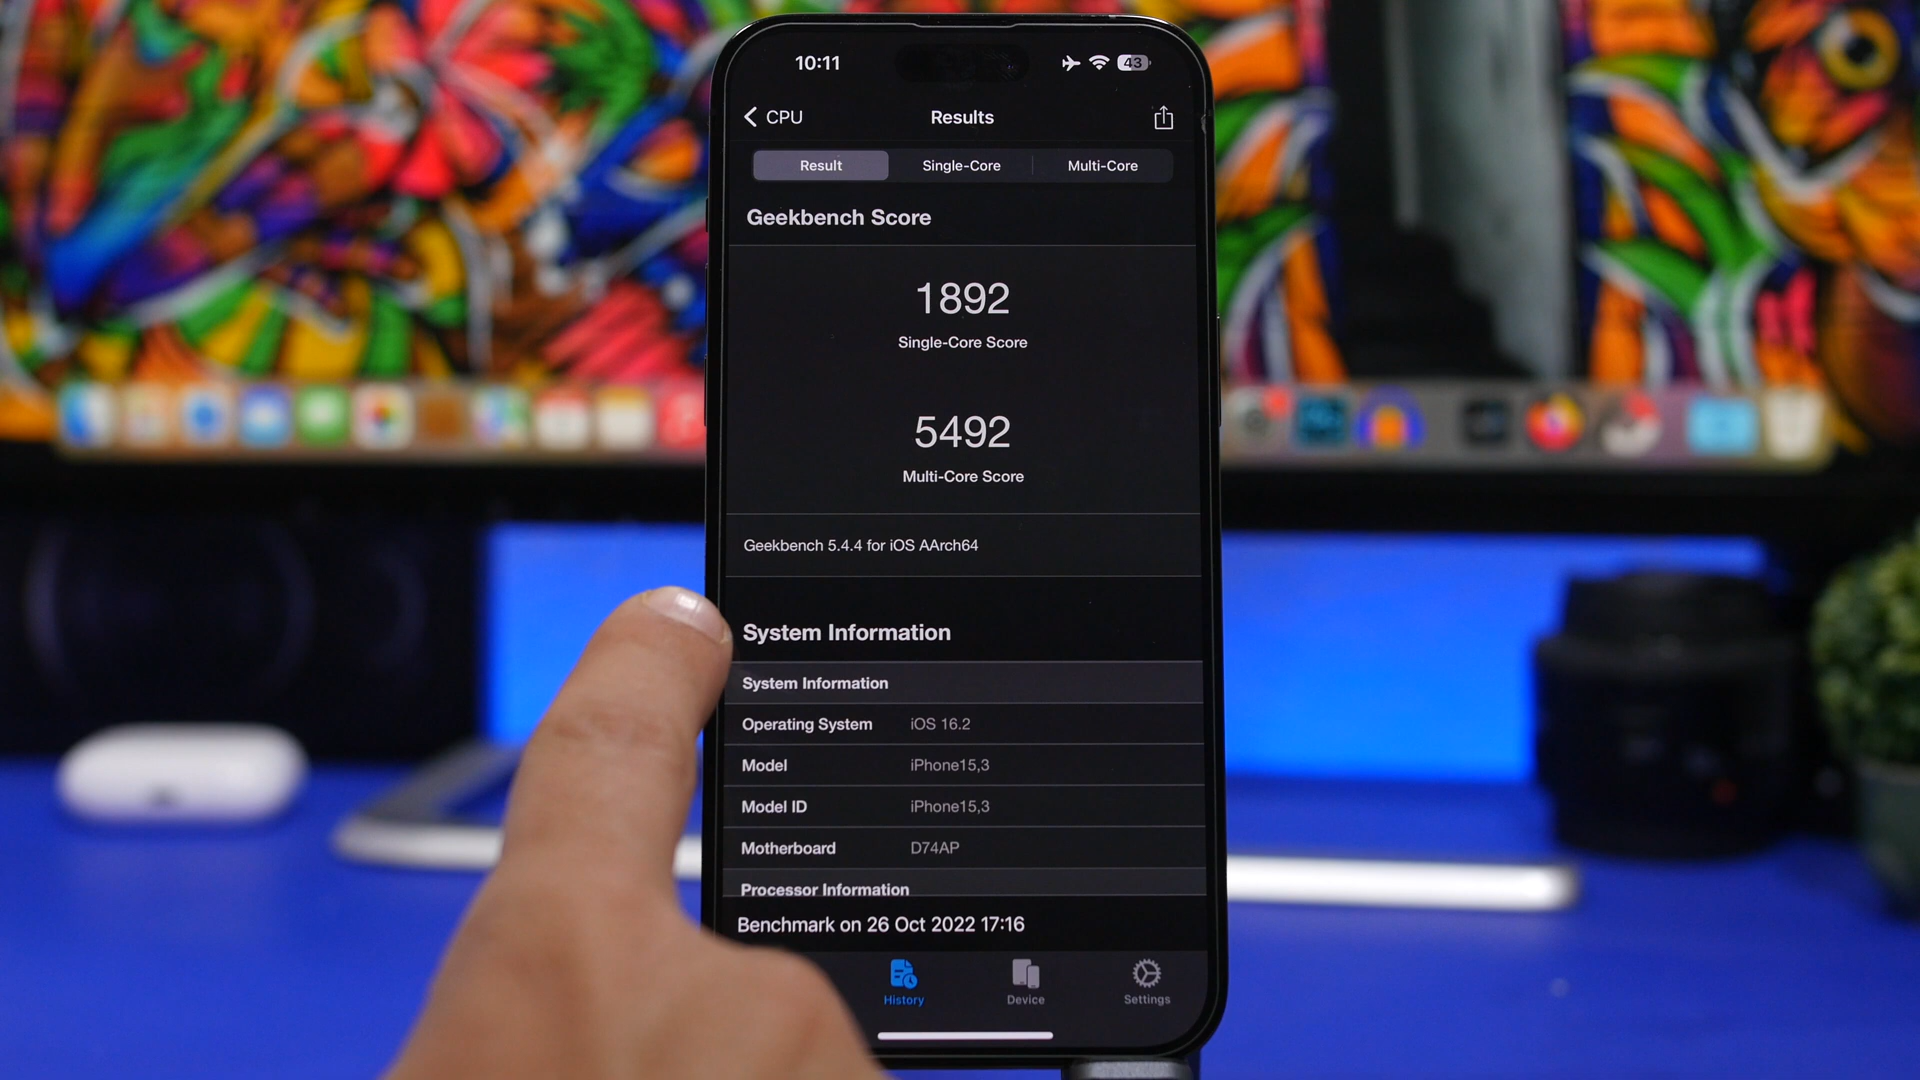 10:11
43
CPU
Results
Result Single-Core Multi-Core
Geekbench Score
1892
Single-Core Score
5492
Multi-Core Score
Geekbench 5.4.4 for iOS AArch64
System Information
System Information
Operating System iOS 16.2
Model iPhone15,3
Model ID iPhone15,3
Motherboard D74AP
Processor Information
Benchmark on 26 Oct 2022 17:16
History Device Settings